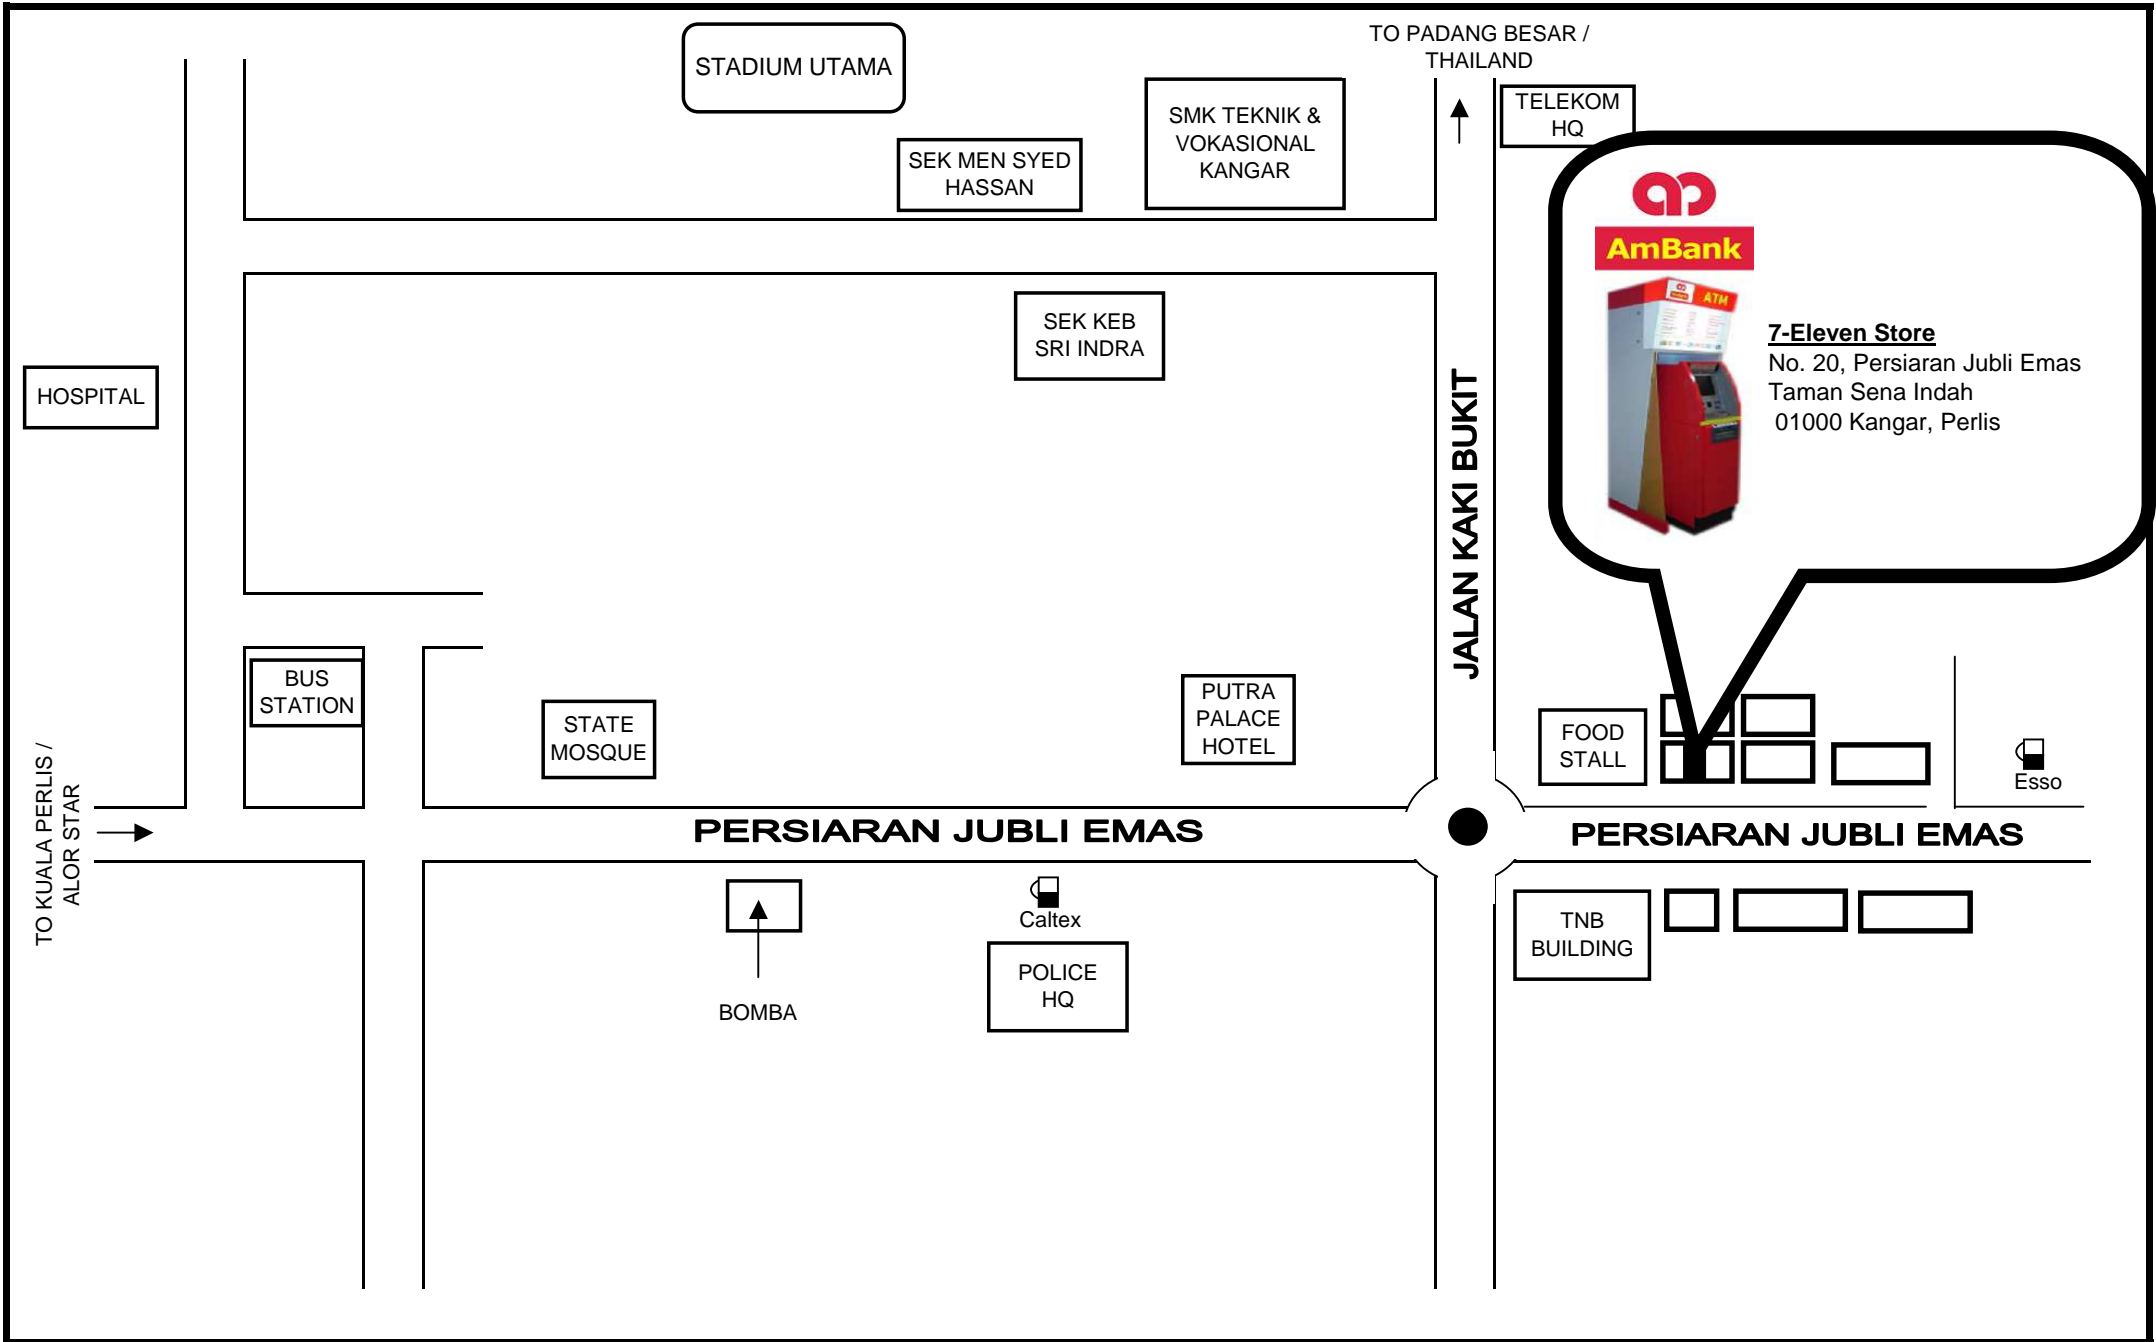 TO PADANG BESAR /
THAILAND
STADIUM UTAMA
SMK TEKNIK &
VOKASIONAL
KANGAR
TELEKOM
HQ
SEK MEN SYED
HASSAN
AmBank
ATM
SEK KEB
SRI INDRA
7-Eleven Store
No. 20, Persiaran Jubli Emas
Taman Sena Indah
01000 Kangar, Perlis
HOSPITAL
JALAN KAKI BUKIT
BUS
STATION
STATE
MOSQUE
PUTRA
PALACE
HOTEL
FOOD
STALL
Esso
TO KUALA PERLIS /
ALOR STAR
PERSIARAN JUBLI EMAS
PERSIARAN JUBLI EMAS
Caltex
TNB
BUILDING
POLICE
HQ
BOMBA